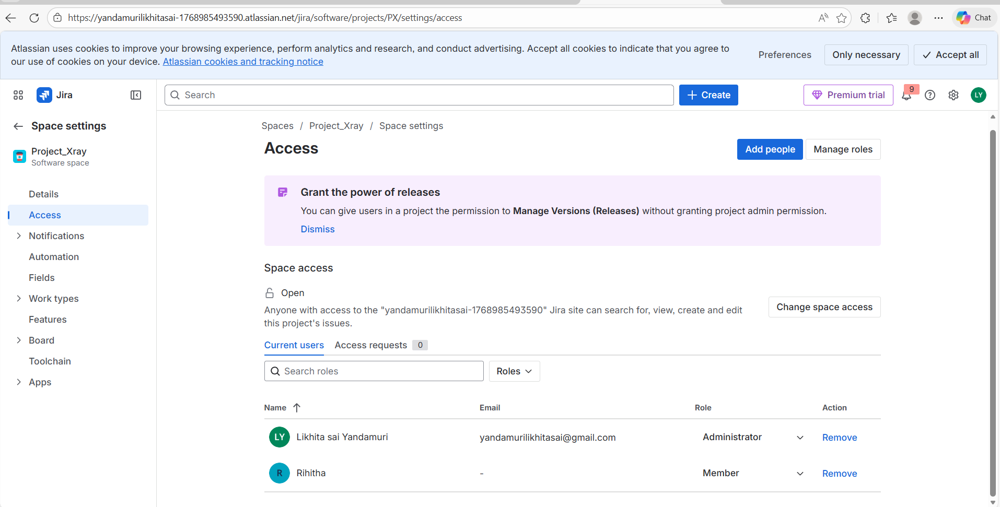 https://yandamurilikhitasai-1768985493590.atlassian.net/jira/software/projects/PX/settings/access
Chat
Atlassian uses cookies to improve your browsing experience, perform analytics and research, and conduct advertising. Accept all cookies to indicate that you agree to
our use of cookies on your device. Atlassian cookies and tracking notice
Preferences
Only necessary
Accept all
Jira
Search
Create
Premium trial
9
LY
Space settings
Project_Xray
Software space
Details
Access
Notifications
Automation
Fields
Work types
Features
Board
Toolchain
Apps
Spaces / Project_Xray / Space settings
Access
Add people
Manage roles
Grant the power of releases
You can give users in a project the permission to Manage Versions (Releases) without granting project admin permission.
Dismiss
Space access
Open
Anyone with access to the "yandamurilikhitasai-1768985493590" Jira site can search for, view, create and edit
this project's issues.
Change space access
Current users
Access requests 0
Search roles
Roles
Name Email Role Action
LY Likhita sai Yandamuri yandamurilikhitasai@gmail.com Administrator Remove
R Rihitha - Member Remove